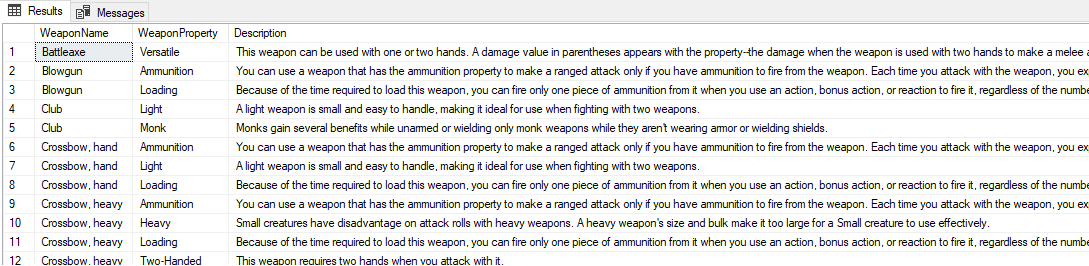 Results Messages
WeaponName WeaponProperty Description
1 Battleaxe Versatile This weapon can be used with one or two hands. A damage value in parentheses appears with the property-the damage when the weapon is used with two hands to make a melee
2 Blowgun Ammunition You can use a weapon that has the ammunition property to make a ranged attack only if you have ammunition to fire from the weapon. Each time you attack with the weapon, you ex
3 Blowgun Loading Because of the time required to load this weapon, you can fire only one piece of ammunition from it when you use an action, bonus action, or reaction to fire it, regardless of the numbe
4 Club Light A light weapon is small and easy to handle, making it ideal for use when fighting with two weapons.
5 Club Monk Monks gain several benefits while unarmed or wielding only monk weapons while they aren't wearing armor or wielding shields.
6 Crossbow, hand Ammunition You can use a weapon that has the ammunition property to make a ranged attack only if you have ammunition to fire from the weapon. Each time you attack with the weapon, you ex
7 Crossbow, hand Light A light weapon is small and easy to handle, making it ideal for use when fighting with two weapons.
8 Crossbow, hand Loading Because of the time required to load this weapon, you can fire only one piece of ammunition from it when you use an action, bonus action, or reaction to fire it, regardless of the numbe
9 Crossbow, heavy Ammunition You can use a weapon that has the ammunition property to make a ranged attack only if you have ammunition to fire from the weapon. Each time you attack with the weapon, you ex
10 Crossbow, heavy Heavy Small creatures have disadvantage on attack rolls with heavy weapons. A heavy weapon's size and bulk make it too large for a Small creature to use effectively.
11 Crossbow, heavy Loading Because of the time required to load this weapon, you can fire only one piece of ammunition from it when you use an action, bonus action, or reaction to fire it, regardless of the numbe
12 Crossbow, heavy Two-Handed This weapon requires two hands when you attack with it.